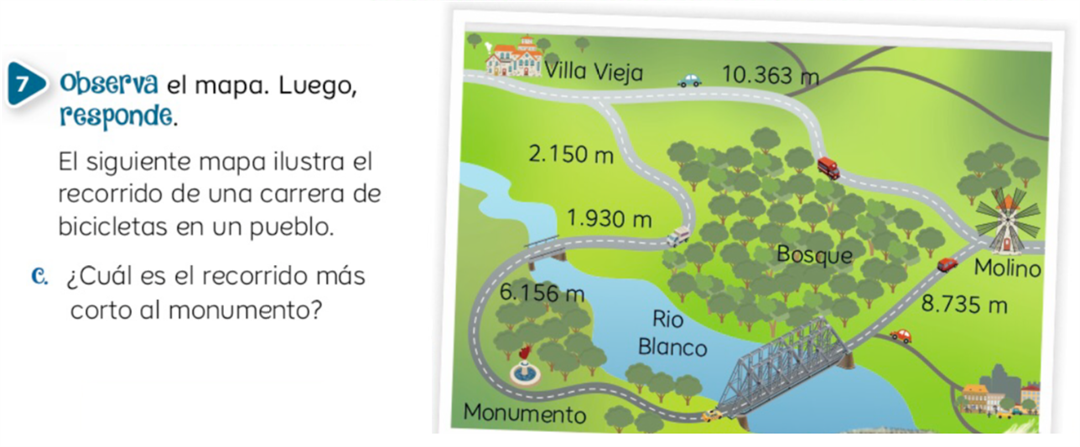 7 Observa el mapa. Luego,
responde.
El siguiente mapa ilustra el
recorrido de una carrera de
bicicletas en un pueblo.
c. ¿Cuál es el recorrido más
corto al monumento?
Villa Vieja
10.363 m
2.150 m
1.930 m
Bosque
Molino
6.156 m
8.735 m
Rio
Blanco
Monumento